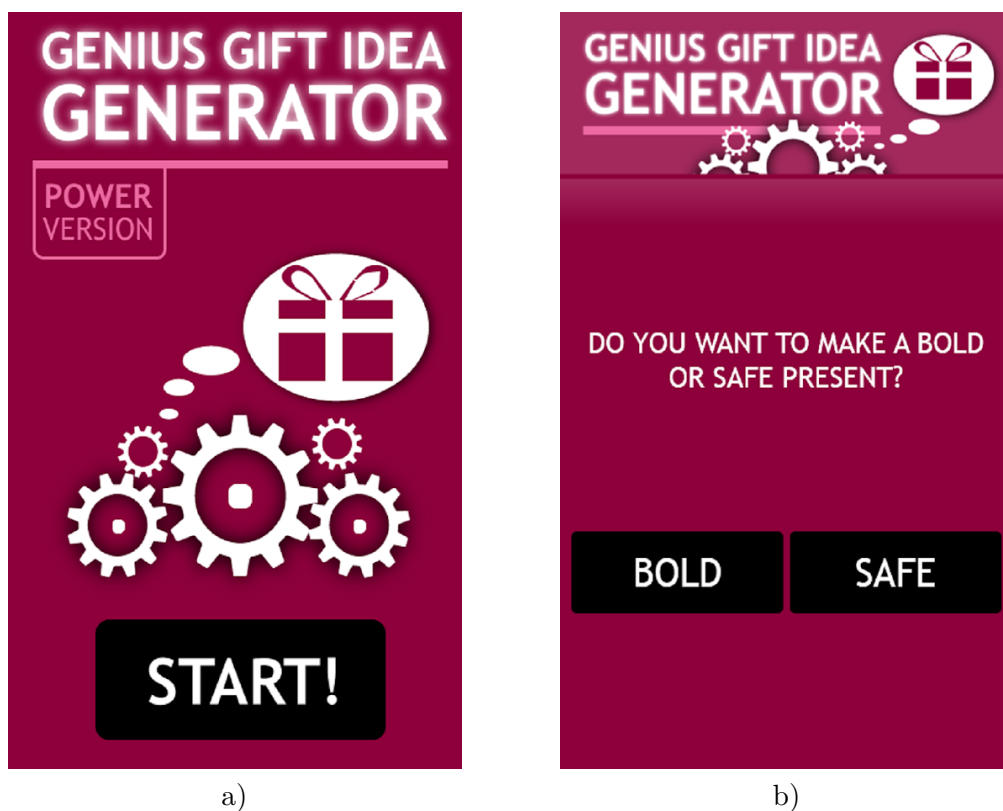 GENIUS GIFT IDEA
GENERATOR
POWER
VERSION
START!
a)
GENIUS GIFT IDEA
GENERATOR
DO YOU WANT TO MAKE A BOLD
OR SAFE PRESENT?
BOLD
SAFE
b)